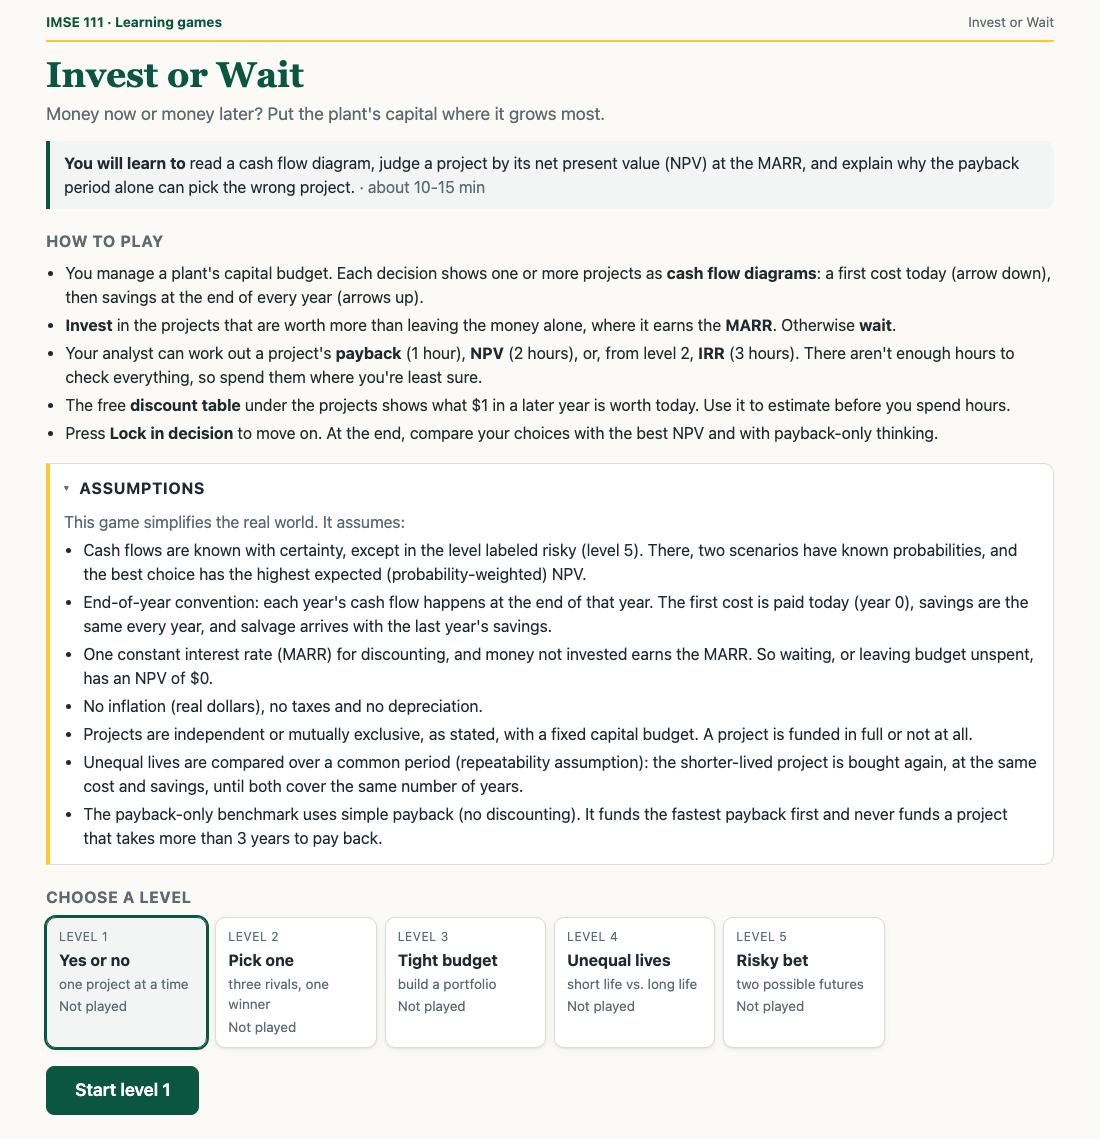 IMSE 111 · Learning games
Invest or Wait
Invest or Wait
Money now or money later? Put the plant's capital where it grows most.
You will learn to read a cash flow diagram, judge a project by its net present value (NPV) at the MARR, and explain why the payback
period alone can pick the wrong project. · about 10-15 min
HOW TO PLAY
• You manage a plant's capital budget. Each decision shows one or more projects as cash flow diagrams: a first cost today (arrow down),
then savings at the end of every year (arrows up).
• Invest in the projects that are worth more than leaving the money alone, where it earns the MARR. Otherwise wait.
• Your analyst can work out a project's payback (1 hour), NPV (2 hours), or, from level 2, IRR (3 hours). There aren't enough hours to
check everything, so spend them where you're least sure.
• The free discount table under the projects shows what $1 in a later year is worth today. Use it to estimate before you spend hours.
• Press Lock in decision to move on. At the end, compare your choices with the best NPV and with payback-only thinking.
▾ ASSUMPTIONS
This game simplifies the real world. It assumes:
• Cash flows are known with certainty, except in the level labeled risky (level 5). There, two scenarios have known probabilities, and
the best choice has the highest expected (probability-weighted) NPV.
• End-of-year convention: each year's cash flow happens at the end of that year. The first cost is paid today (year 0), savings are the
same every year, and salvage arrives with the last year's savings.
• One constant interest rate (MARR) for discounting, and money not invested earns the MARR. So waiting, or leaving budget unspent,
has an NPV of $0.
• No inflation (real dollars), no taxes and no depreciation.
• Projects are independent or mutually exclusive, as stated, with a fixed capital budget. A project is funded in full or not at all.
• Unequal lives are compared over a common period (repeatability assumption): the shorter-lived project is bought again, at the same
cost and savings, until both cover the same number of years.
• The payback-only benchmark uses simple payback (no discounting). It funds the fastest payback first and never funds a project
that takes more than 3 years to pay back.
CHOOSE A LEVEL
LEVEL 1
Yes or no
one project at a time
Not played
LEVEL 2
Pick one
three rivals, one
winner
Not played
LEVEL 3
Tight budget
build a portfolio
Not played
LEVEL 4
Unequal lives
short life vs. long life
Not played
LEVEL 5
Risky bet
two possible futures
Not played
Start level 1